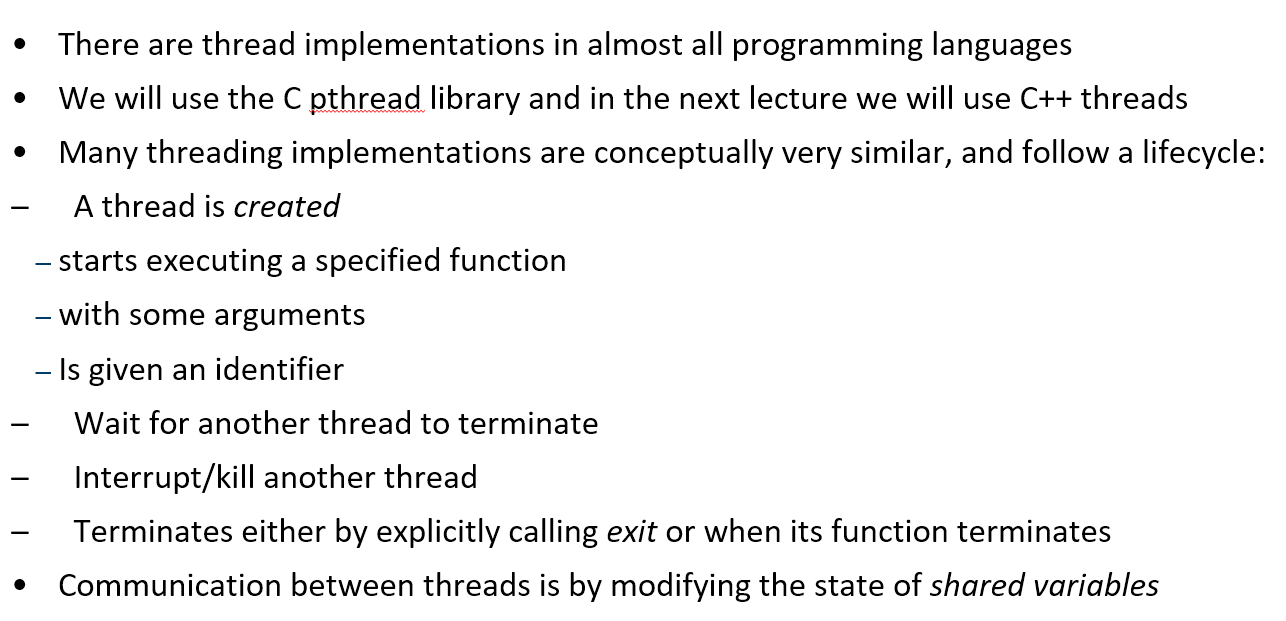 • There are thread implementations in almost all programming languages
• We will use the C pthread library and in the next lecture we will use C++ threads
• Many threading implementations are conceptually very similar, and follow a lifecycle:
– A thread is created
– starts executing a specified function
– with some arguments
– Is given an identifier
– Wait for another thread to terminate
– Interrupt/kill another thread
– Terminates either by explicitly calling exit or when its function terminates
• Communication between threads is by modifying the state of shared variables